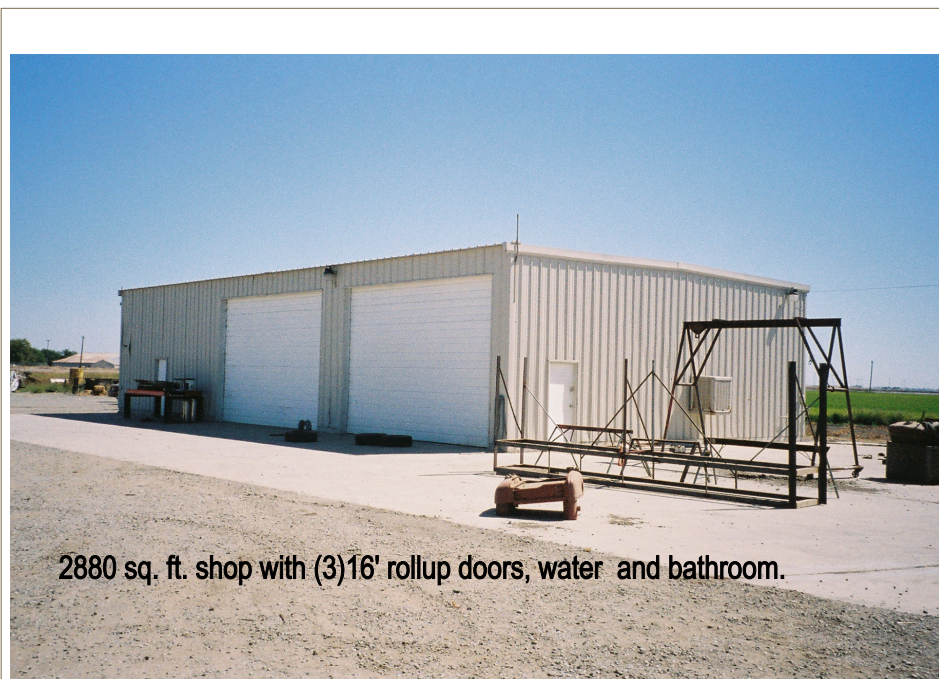 2880 sq. ft. shop with (3)16' rollup doors, water  and bathroom.